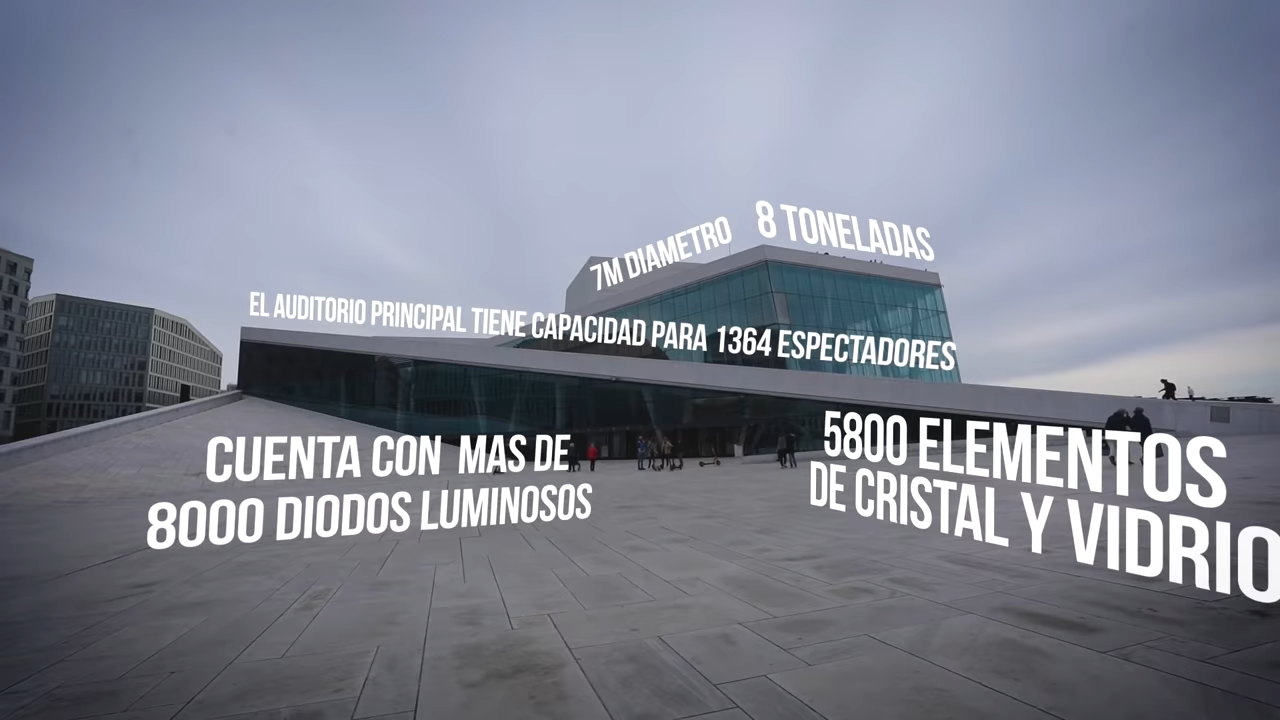 7M DIAMETRO
8 TONELADAS
EL AUDITORIO PRINCIPAL TIENE CAPACIDAD PARA 1364 ESPECTADORES
CUENTA CON MAS DE
8000 DIODOS LUMINOSOS
5800 ELEMENTOS
DE CRISTAL Y VIDRIO